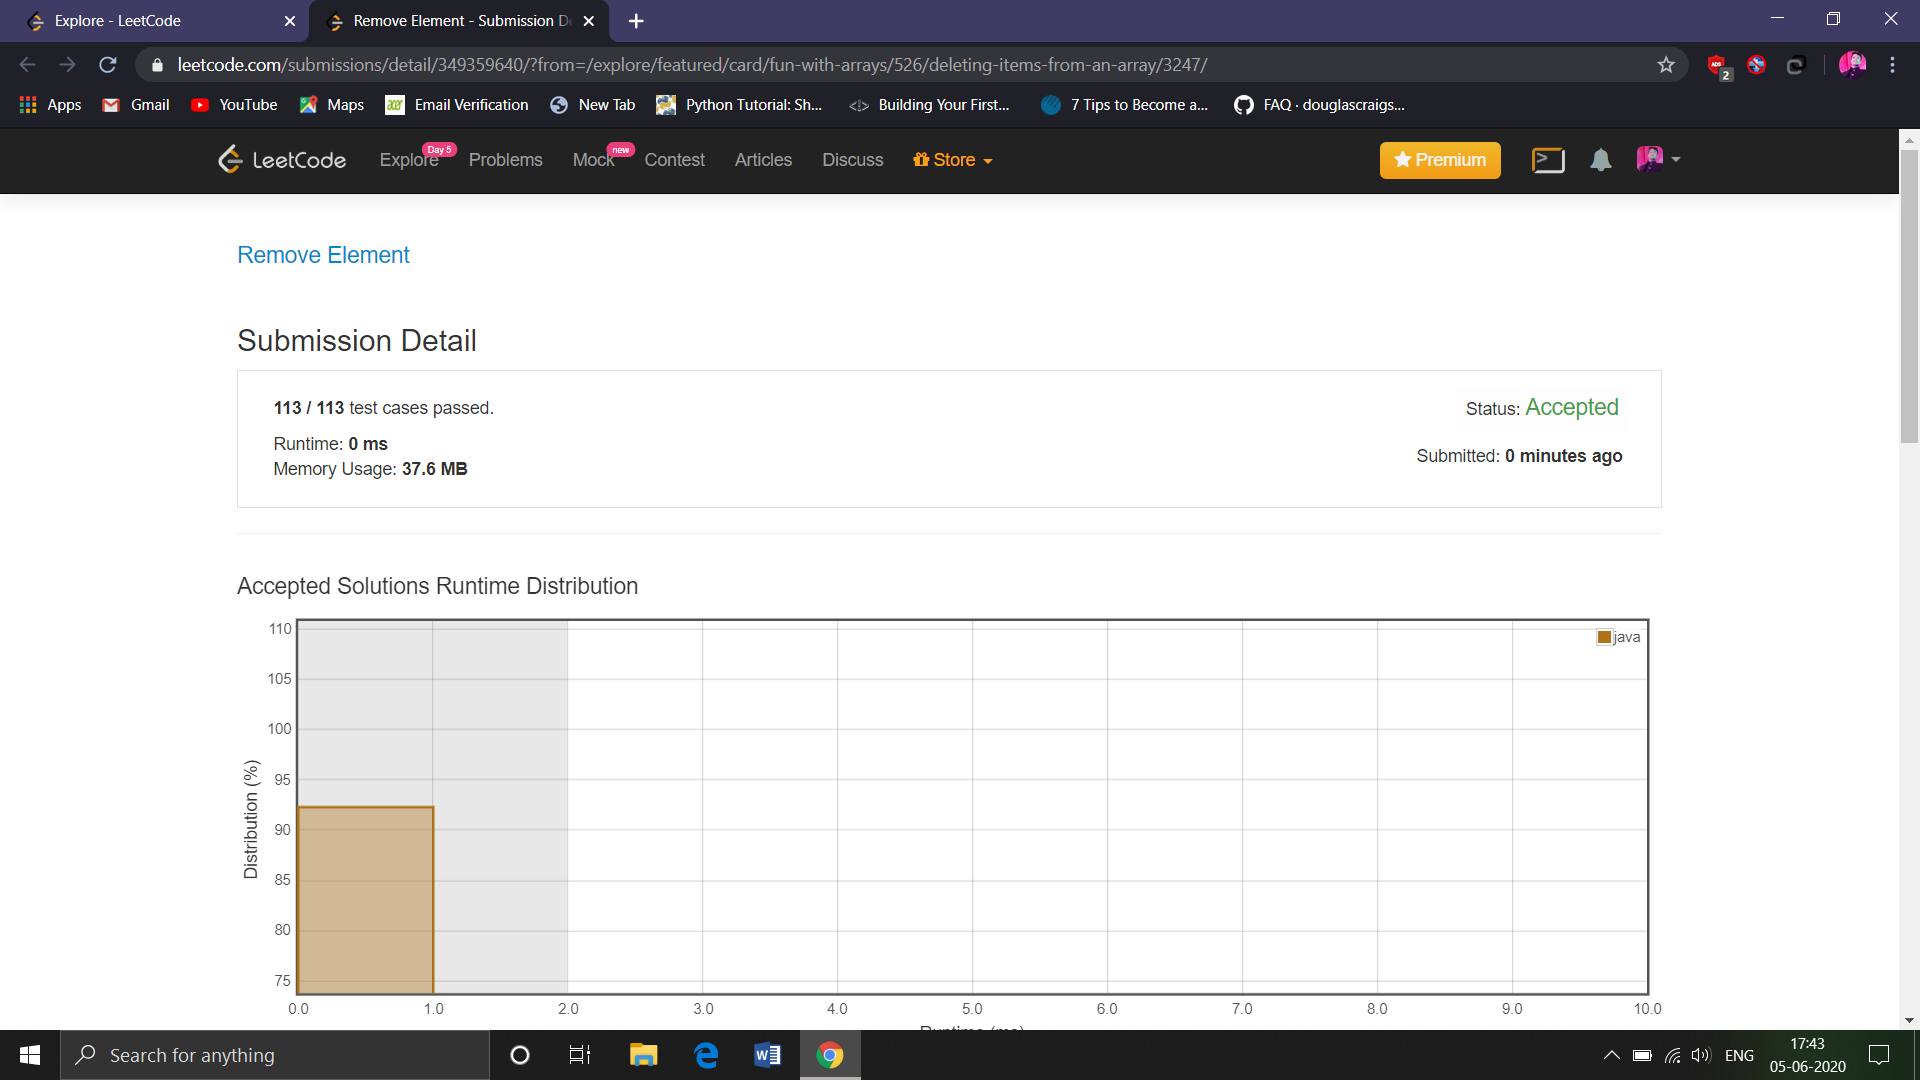 Explore - LeetCode
Remove Element - Submission D
leetcode.com/submissions/detail/349359640/?from=/explore/featured/card/fun-with-arrays/526/deleting-items-from-an-array/3247/
2
Apps
Gmail
YouTube
Maps
acer Email Verification
New Tab
Python Tutorial: Sh...
Building Your First...
7 Tips to Become a...
FAQ · douglascraigs...
LeetCode
Explore Day 5
Problems
Mock new
Contest
Articles
Discuss
Store
Premium
Remove Element
Submission Detail
113 / 113 test cases passed.
Status: Accepted
Runtime: 0 ms
Memory Usage: 37.6 MB
Submitted: 0 minutes ago
Accepted Solutions Runtime Distribution
java
Distribution (%)
110
105
100
95
90
85
80
75
0.0 1.0 2.0 3.0 4.0 5.0 6.0 7.0 8.0 9.0 10.0
Runtime (ms)
Search for anything
ENG
17:43
05-06-2020